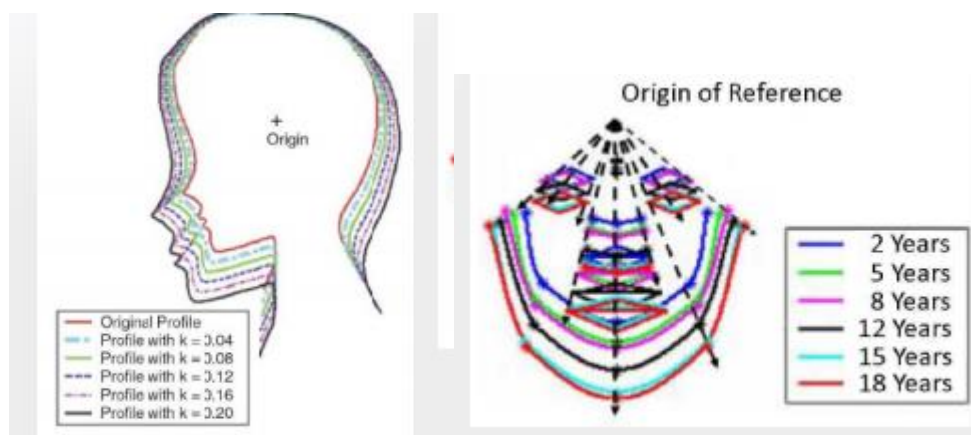 Origin
Original Profile
Profile with k = 0.04
Profile with k = 0.08
Profile with k = 0.12
Profile with k = 0.16
Profile with k = 0.20
Origin of Reference
2 Years
5 Years
8 Years
12 Years
15 Years
18 Years